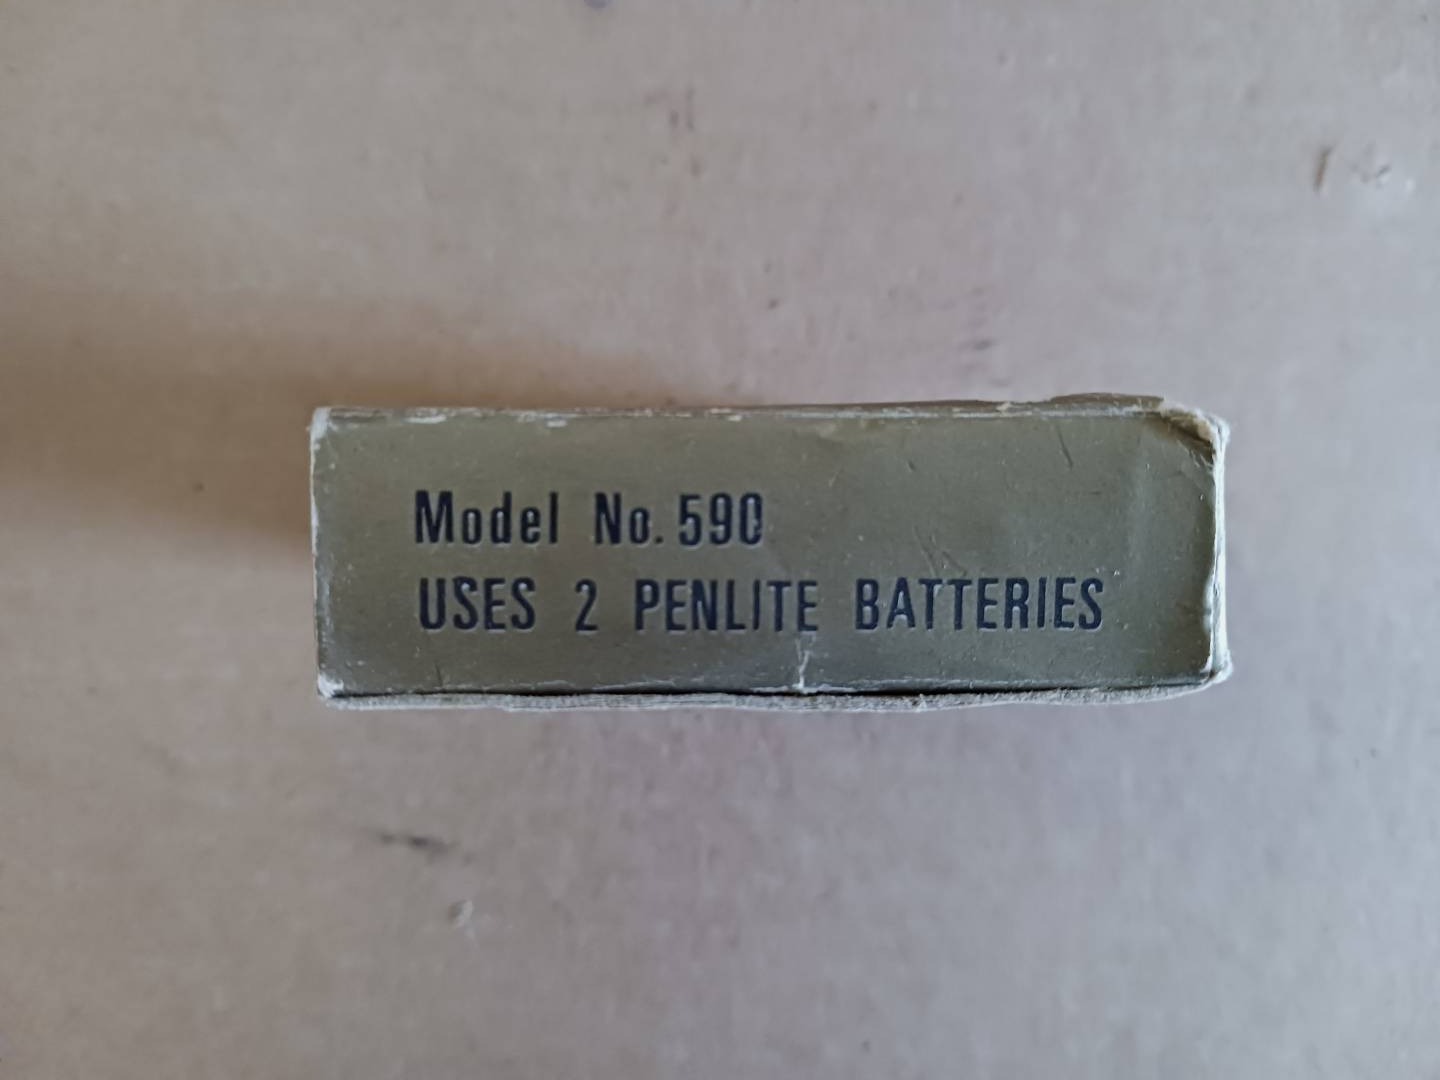 Model No. 590
USES 2 PENLITE BATTERIES